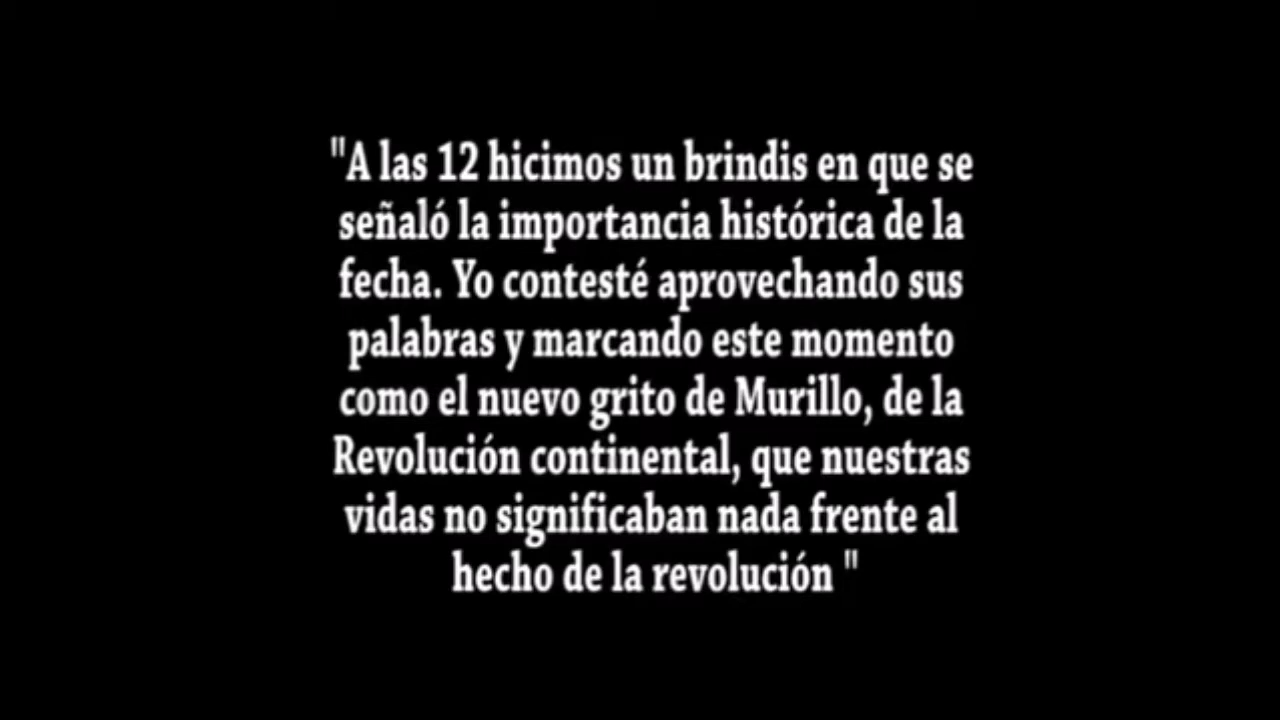 "A las 12 hicimos un brindis en que se
señaló la importancia histórica de la
fecha. Yo contesté aprovechando sus
palabras y marcando este momento
como el nuevo grito de Murillo, de la
Revolución continental, que nuestras
vidas no significaban nada frente al
hecho de la revolución "